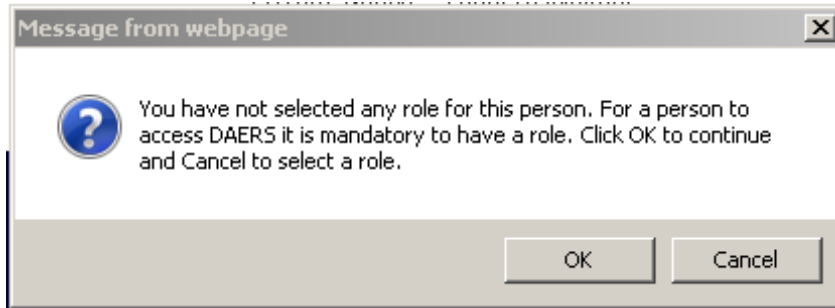 Message from webpage
You have not selected any role for this person. For a person to
access DAERS it is mandatory to have a role. Click OK to continue
and Cancel to select a role.
OK
Cancel